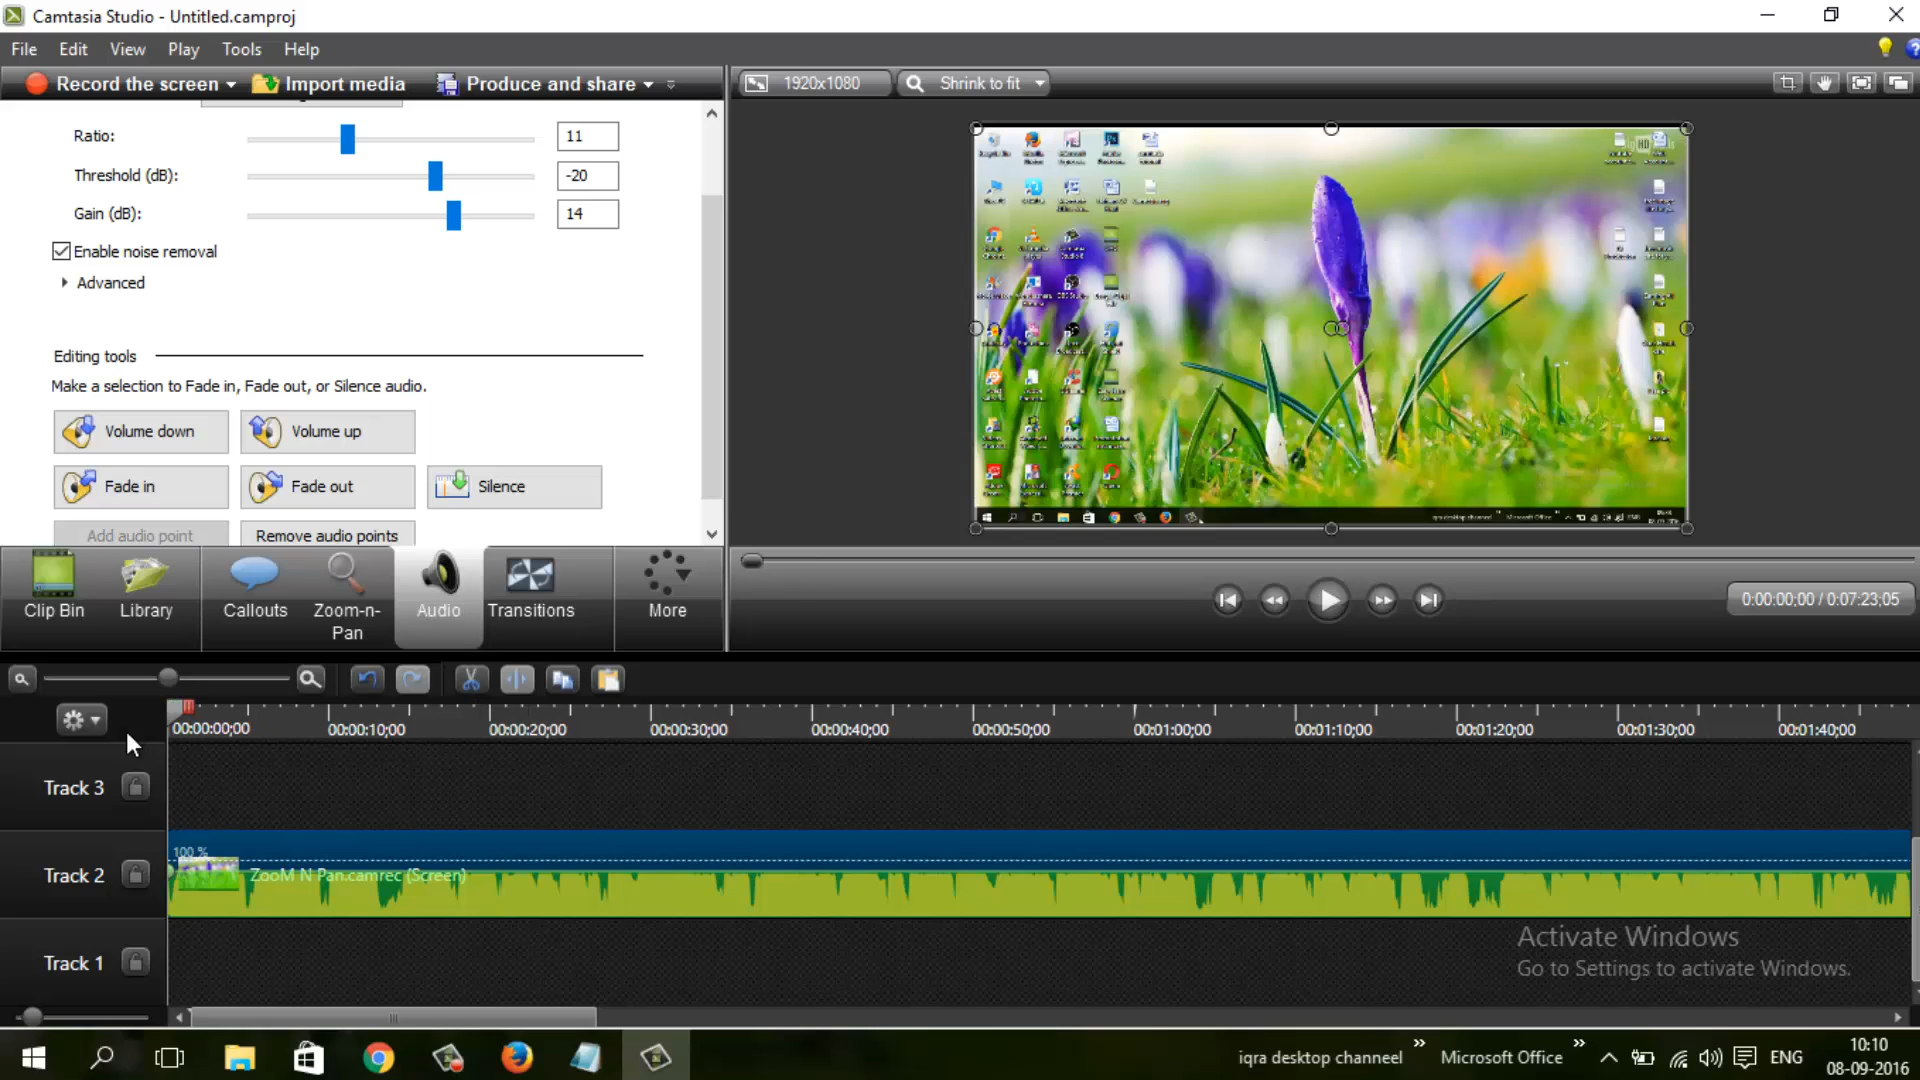 Camtasia Studio - Untitled.camproj
File Edit View Play Tools Help
Record the screen Import media Produce and share
1920x1080 Shrink to fit
Ratio: 11
Threshold (dB): -20
Gain (dB): 14
Enable noise removal
Advanced
Editing tools
Make a selection to Fade in, Fade out, or Silence audio.
Volume down Volume up
Fade in Fade out Silence
Add audio point Remove audio points
Clip Bin Library Callouts Zoom-n-Pan Audio Transitions More
0:00:00;00 / 0:07:23;05
00:00:00;00 00:00:10;00 00:00:20;00 00:00:30;00 00:00:40;00 00:00:50;00 00:01:00;00 00:01:10;00 00:01:20;00 00:01:30;00 00:01:40;00
Track 3
100 %
Track 2 ZooM N Pan.camrec (Screen)
Track 1
Activate Windows
Go to Settings to activate Windows.
iqra desktop channeel Microsoft Office ENG
10:10
08-09-2016